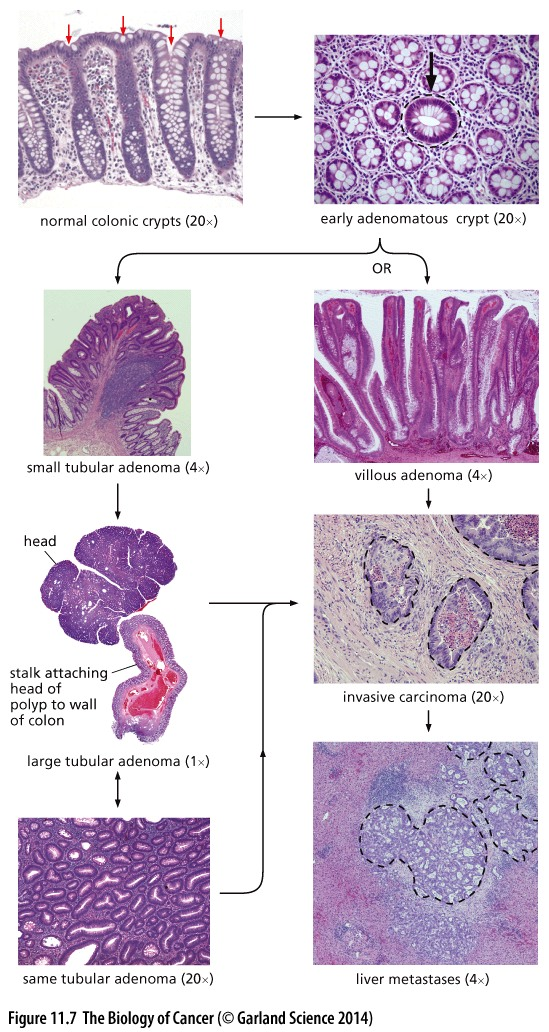 normal colonic crypts (20×)
early adenomatous crypt (20×)
OR
small tubular adenoma (4×)
villous adenoma (4×)
head
stalk attaching
head of
polyp to wall
of colon
large tubular adenoma (1×)
invasive carcinoma (20×)
same tubular adenoma (20×)
liver metastases (4×)
Figure 11.7 The Biology of Cancer (© Garland Science 2014)